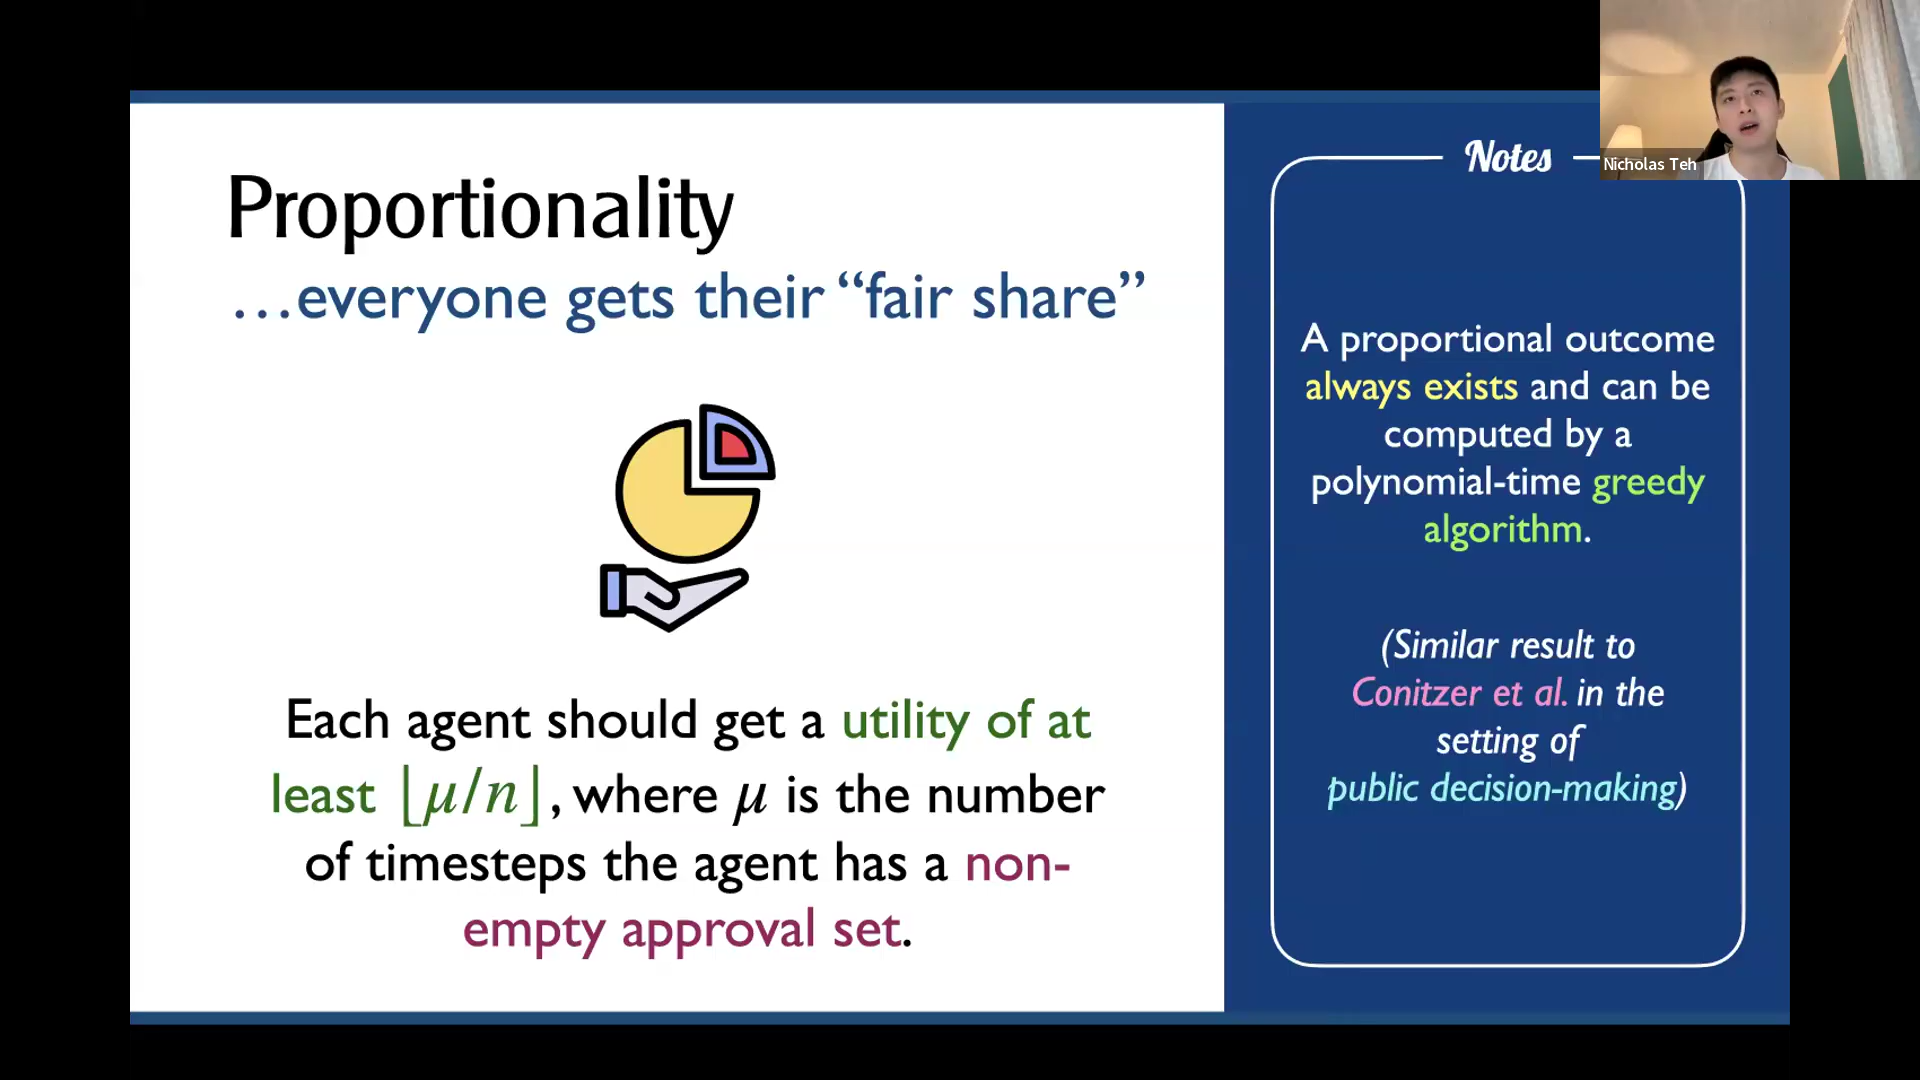 Proportionality
…everyone gets their “fair share”
Each agent should get a utility of at
least ⌊μ/n⌋, where μ is the number
of timesteps the agent has a non-
empty approval set.
Notes
A proportional outcome
always exists and can be
computed by a
polynomial-time greedy
algorithm.
(Similar result to
Conitzer et al. in the
setting of
public decision-making)
Nicholas Teh